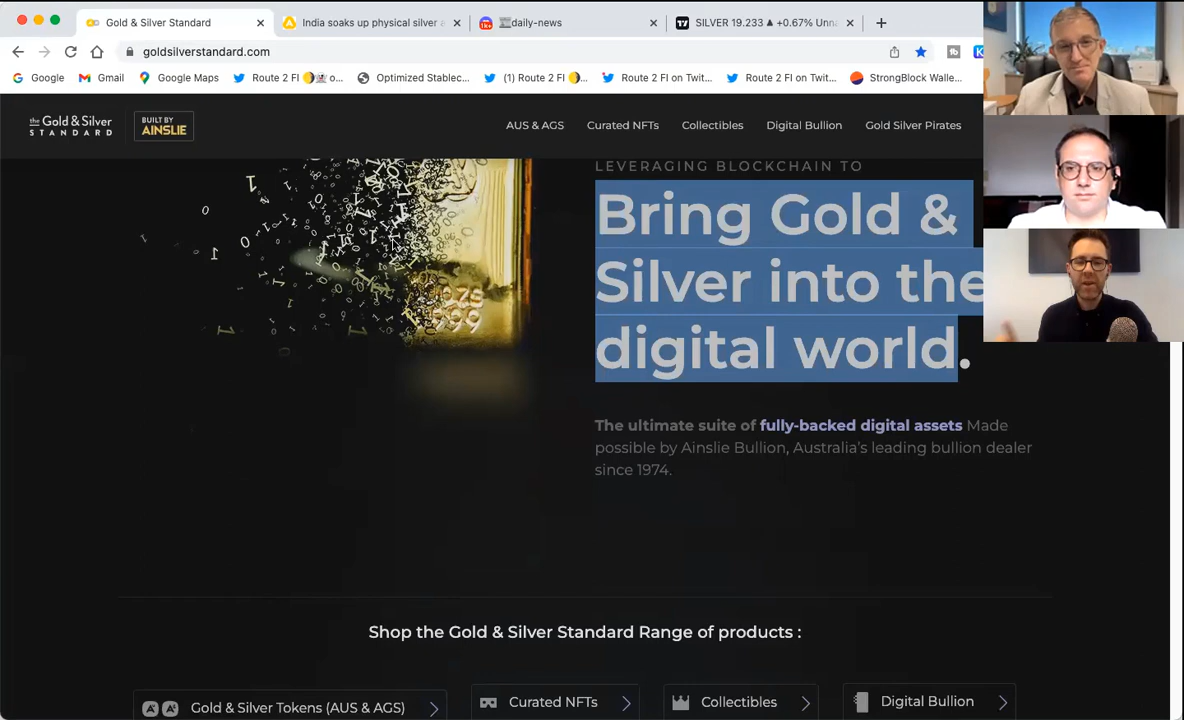 Gold & Silver Standard
India soaks up physical silver a
daily-news
SILVER 19.233 ▲ +0.67% Unna
goldsilverstandard.com
Google
Gmail
Google Maps
Route 2 FI 🌖 o...
Optimized Stablec...
(1) Route 2 FI 🌖...
Route 2 FI on Twit...
Route 2 FI on Twit...
StrongBlock Walle...
the Gold & Silver
STANDARD
BUILT BY
AINSLIE
AUS & AGS
Curated NFTs
Collectibles
Digital Bullion
Gold Silver Pirates
LEVERAGING BLOCKCHAIN TO
Bring Gold &
Silver into the
digital world.
The ultimate suite of fully-backed digital assets Made
possible by Ainslie Bullion, Australia's leading bullion dealer
since 1974.
Shop the Gold & Silver Standard Range of products :
Gold & Silver Tokens (AUS & AGS)
Curated NFTs
Collectibles
Digital Bullion